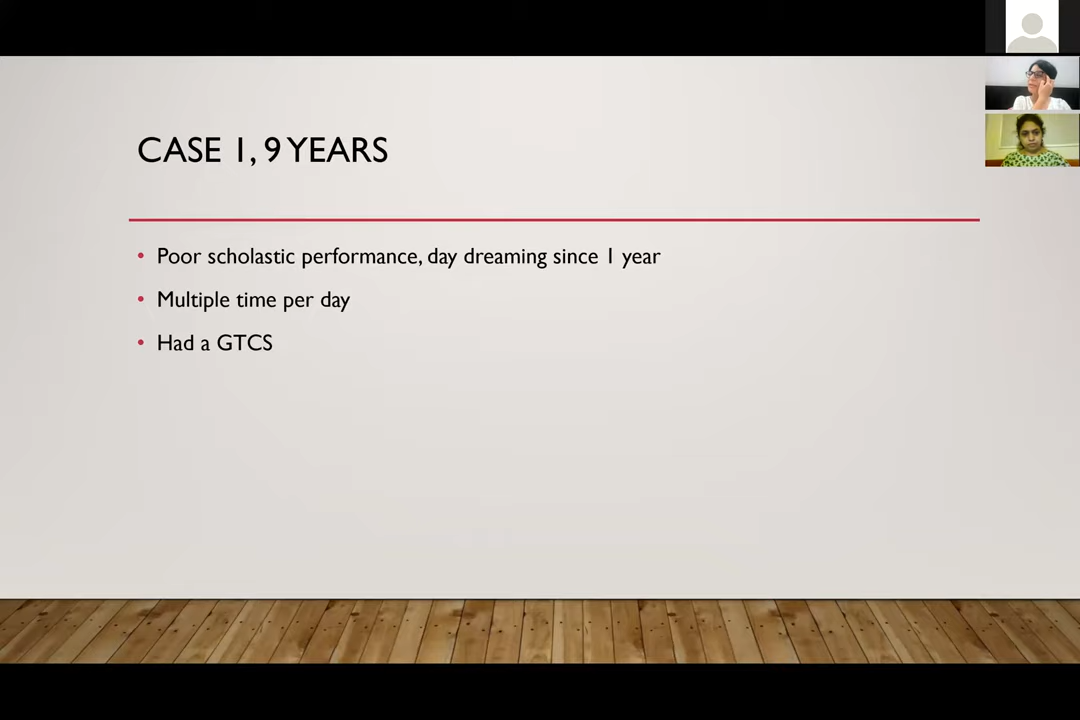 CASE 1, 9 YEARS
• Poor scholastic performance, day dreaming since 1 year
• Multiple time per day
• Had a GTCS